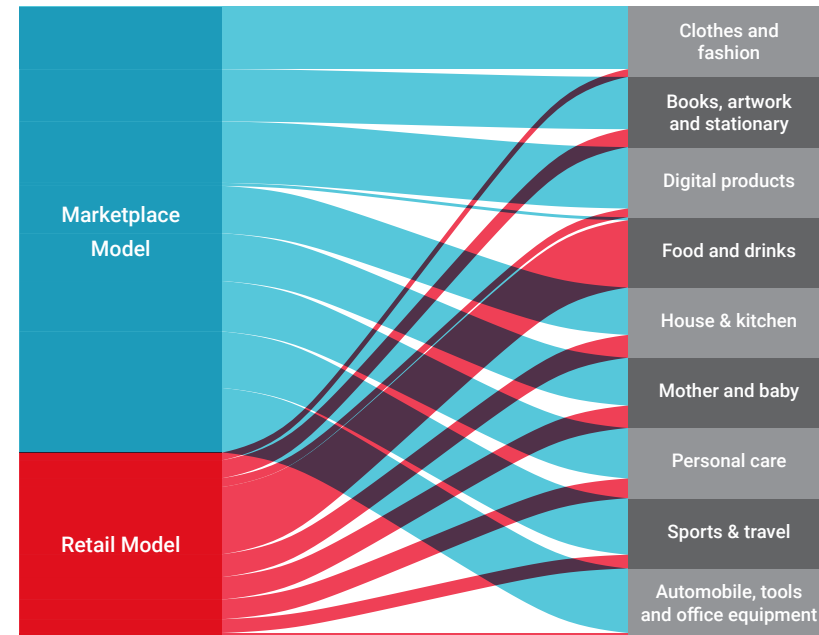 Marketplace
Model
Retail Model
Clothes and
fashion
Books, artwork
and stationary
Digital products
Food and drinks
House & kitchen
Mother and baby
Personal care
Sports & travel
Automobile, tools
and office equipment